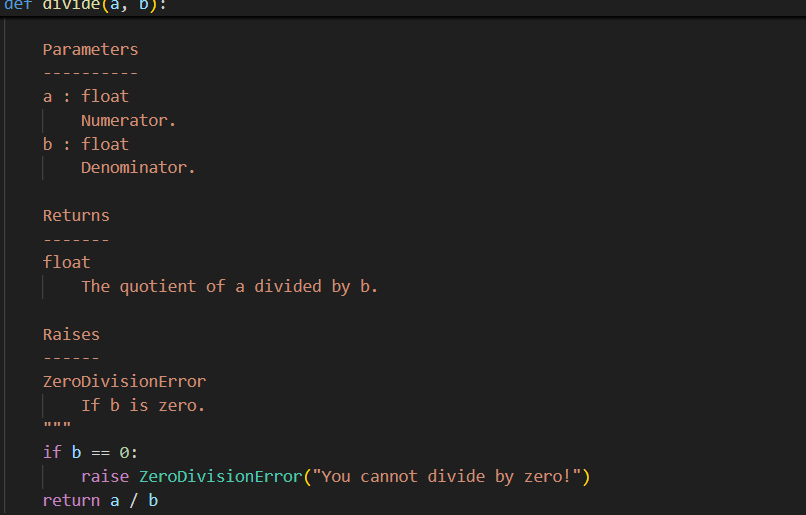 def divide(a, b):
Parameters
----------
a : float
Numerator.
b : float
Denominator.
Returns
-------
float
The quotient of a divided by b.
Raises
------
ZeroDivisionError
If b is zero.
"""
if b == 0:
raise ZeroDivisionError("You cannot divide by zero!")
return a / b